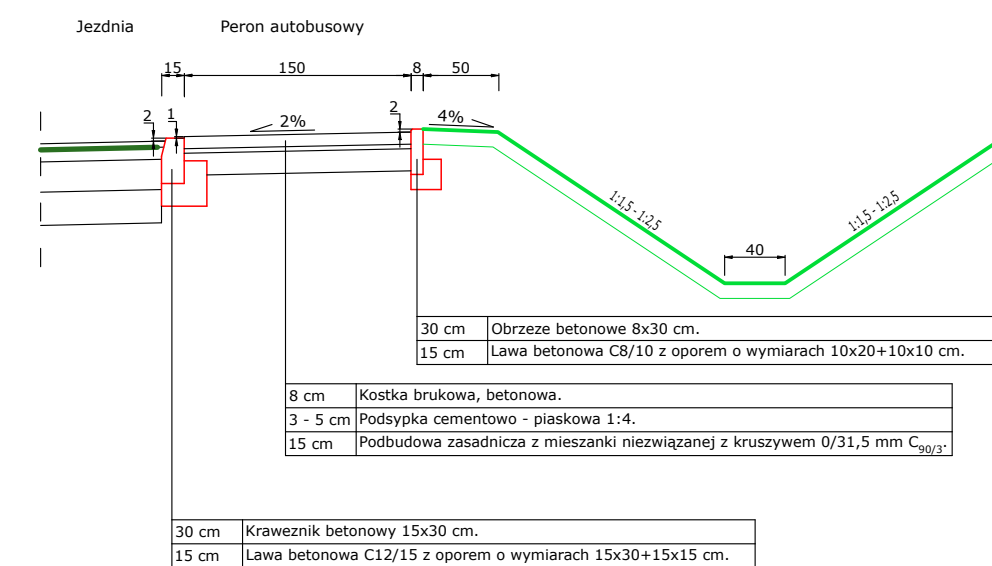 Jezdnia Peron autobusowy
15 150 8 50
2 1 2% 2 4%
1:1,5 - 1:2,5 1:1,5 - 1:2,5
40
30 cm Obrzeze betonowe 8x30 cm.
15 cm Lawa betonowa C8/10 z oporem o wymiarach 10x20+10x10 cm.
8 cm Kostka brukowa, betonowa.
3 - 5 cm Podsypka cementowo - piaskowa 1:4.
15 cm Podbudowa zasadnicza z mieszanki niezwiązanej z kruszywem 0/31,5 mm C90/3.
30 cm Kraweznik betonowy 15x30 cm.
15 cm Lawa betonowa C12/15 z oporem o wymiarach 15x30+15x15 cm.